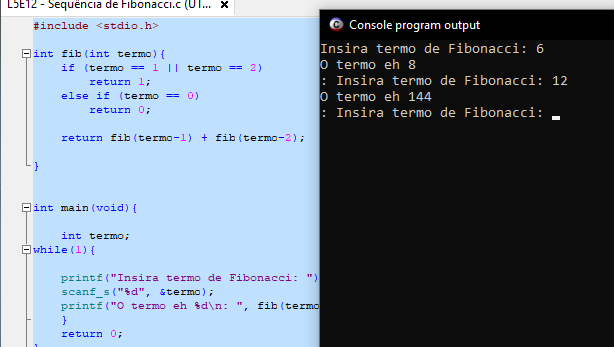 L5E12 - Sequência de Fibonacci.c (UT...
#include <stdio.h>
int fib(int termo){
if (termo == 1 || termo == 2)
return 1;
else if (termo == 0)
return 0;
return fib(termo-1) + fib(termo-2);
}
int main(void){
int termo;
while(1){
printf("Insira termo de Fibonacci: ")
scanf_s("%d", &termo);
printf("O termo eh %d\n: ", fib(termo
}
return 0;
Console program output
Insira termo de Fibonacci: 6
O termo eh 8
: Insira termo de Fibonacci: 12
O termo eh 144
: Insira termo de Fibonacci: